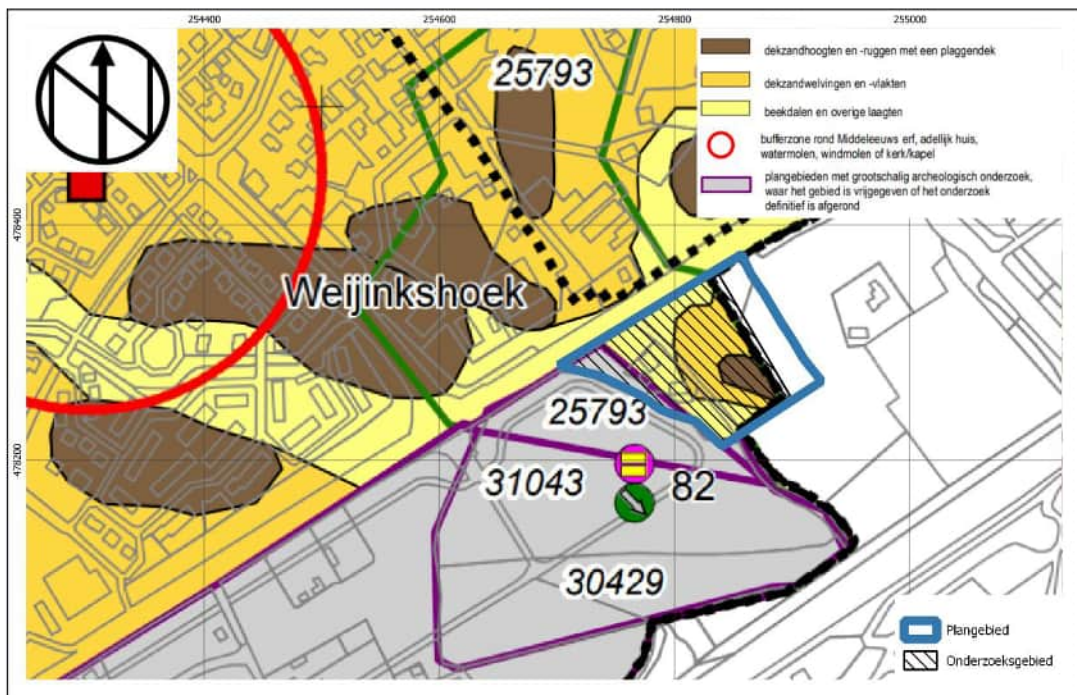 254400
254600
254800
255000
dekzandhoogten en -ruggen met een plaggendek
dekzandwelvingen en -vlakten
beekdalen en overige laagten
bufferzone rond Middeleeuws erf, adellijk huis,
watermolen, windmolen of kerk/kapel
plangebieden met grootschalig archeologisch onderzoek,
waar het gebied is vrijgegeven of het onderzoek
definitief is afgerond
25793
478400
478400
Weijinkshoek
25793
478200
478200
31043
82
30429
Plangebied
Onderzoeksgebied